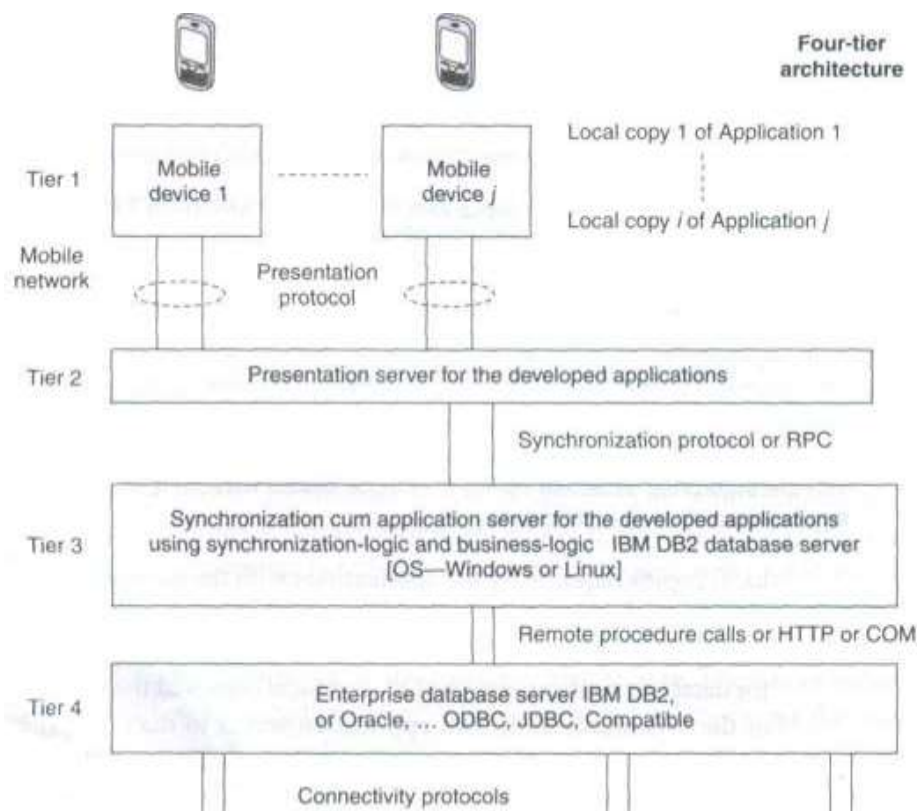 Four-tier
architecture
Local copy 1 of Application 1
Tier 1
Mobile
device 1
Mobile
device j
Local copy i of Application j
Mobile
network
Presentation
protocol
Tier 2
Presentation server for the developed applications
Synchronization protocol or RPC
Tier 3
Synchronization cum application server for the developed applications
using synchronization-logic and business-logic IBM DB2 database server
[OS—Windows or Linux]
Remote procedure calls or HTTP or COM
Tier 4
Enterprise database server IBM DB2,
or Oracle, ... ODBC, JDBC, Compatible
Connectivity protocols